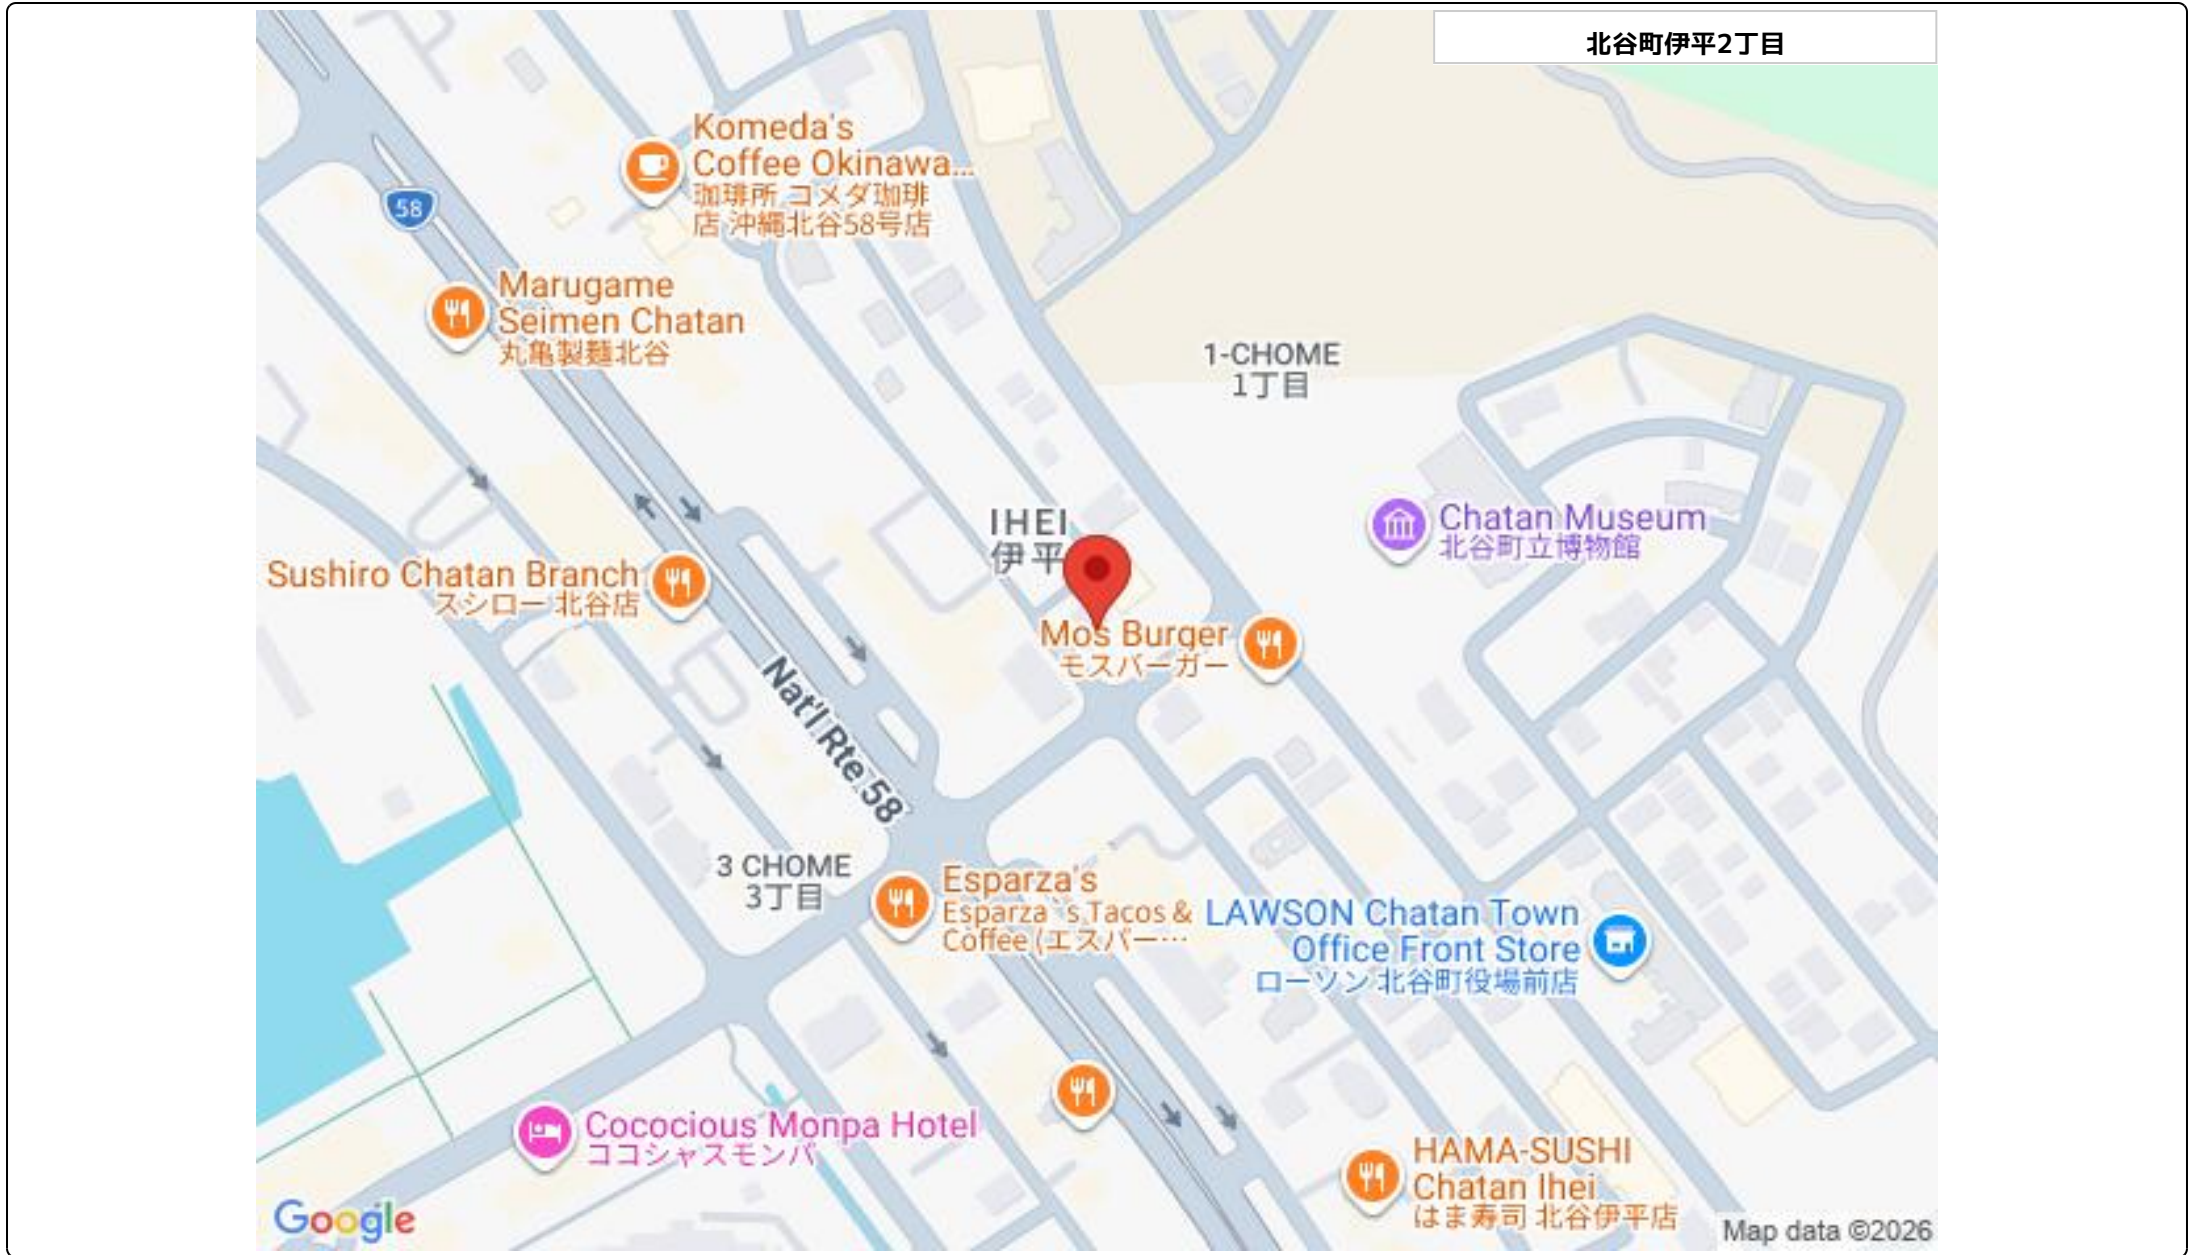 北谷町伊平2丁目
Komeda's
Coffee Okinawa...
珈琲所 コメダ珈琲
店 沖縄北谷58号店
58
Marugame
Seimen Chatan
丸亀製麺北谷
1-CHOME
1丁目
IHEI
伊平
Chatan Museum
北谷町立博物館
Sushiro Chatan Branch
スシロー 北谷店
Mos Burger
モスバーガー
Nat'l Rte 58
3 CHOME
3丁目
Esparza's
Esparza's Tacos &
Coffee (エスパー…
LAWSON Chatan Town
Office Front Store
ローソン 北谷町役場前店
Cococious Monpa Hotel
ココシャスモンパ
HAMA-SUSHI
Chatan Ihei
はま寿司 北谷伊平店
Google
Map data ©2026